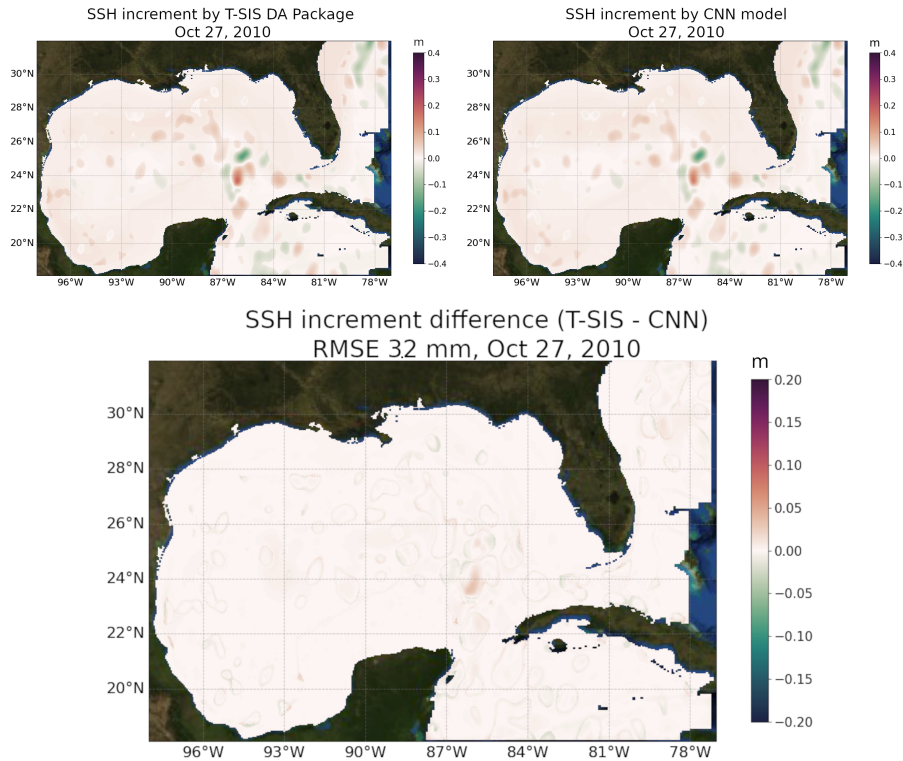 SSH increment by T-SIS DA Package
Oct 27, 2010
m
0.4
0.3
0.2
0.1
0.0
−0.1
−0.2
−0.3
−0.4
30°N
28°N
26°N
24°N
22°N
20°N
96°W 93°W 90°W 87°W 84°W 81°W 78°W
SSH increment by CNN model
Oct 27, 2010
m
0.4
0.3
0.2
0.1
0.0
−0.1
−0.2
−0.3
−0.4
30°N
28°N
26°N
24°N
22°N
20°N
96°W 93°W 90°W 87°W 84°W 81°W 78°W
SSH increment difference (T-SIS - CNN)
RMSE 3.2 mm, Oct 27, 2010
m
0.20
0.15
0.10
0.05
0.00
−0.05
−0.10
−0.15
−0.20
30°N
28°N
26°N
24°N
22°N
20°N
96°W 93°W 90°W 87°W 84°W 81°W 78°W